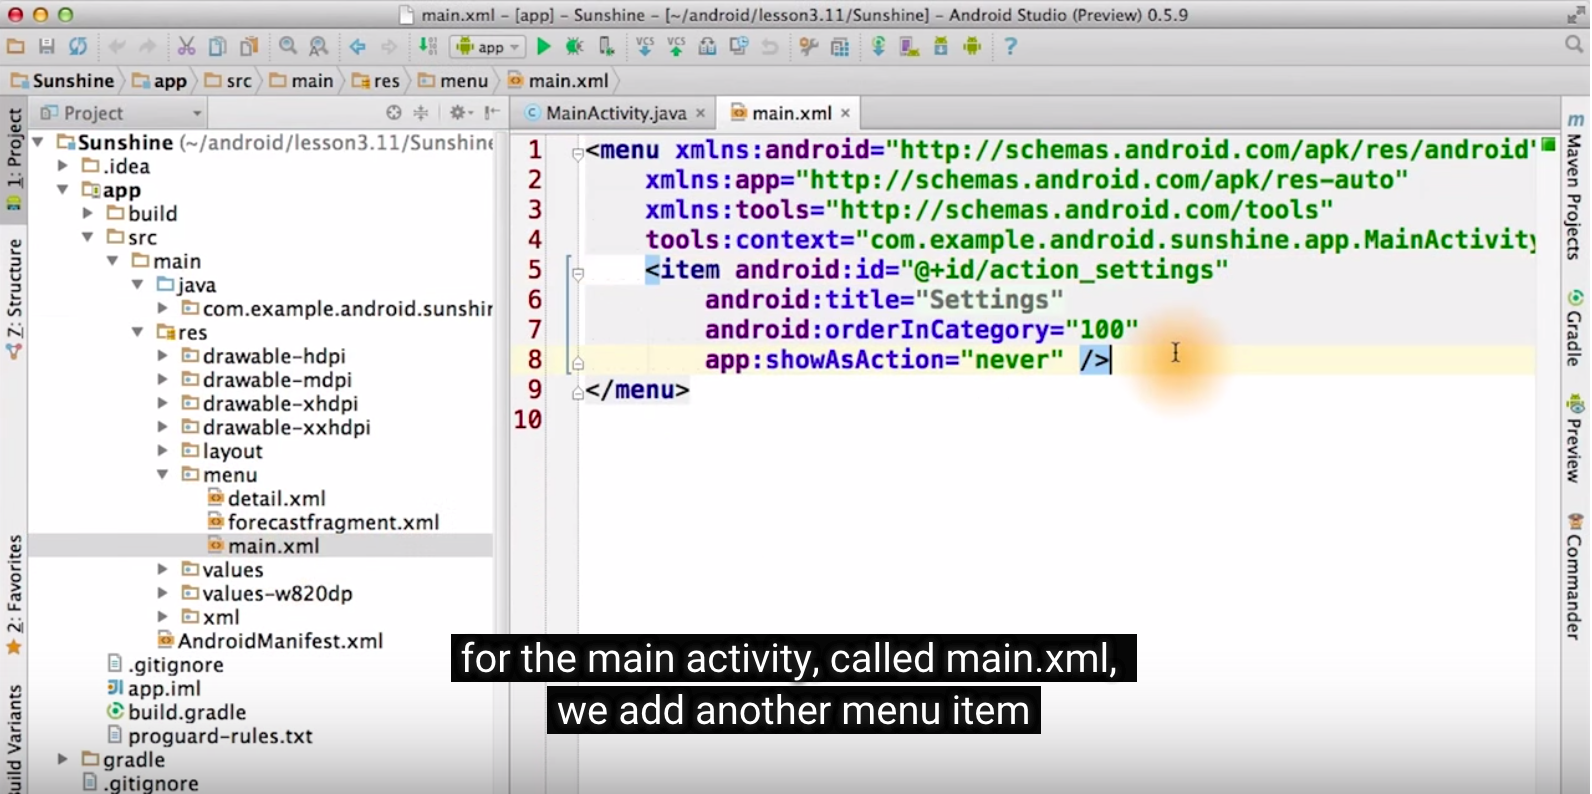 main.xml - [app] - Sunshine - [~/android/lesson3.11/Sunshine] - Android Studio (Preview) 0.5.9
app
VCS
VCS
?
Sunshine
app
src
main
res
menu
main.xml
1: Project
Z: Structure
2: Favorites
Build Variants
Project
Sunshine (~/android/lesson3.11/Sunshine
.idea
app
build
src
main
java
com.example.android.sunshin
res
drawable-hdpi
drawable-mdpi
drawable-xhdpi
drawable-xxhdpi
layout
menu
detail.xml
forecastfragment.xml
main.xml
values
values-w820dp
xml
AndroidManifest.xml
.gitignore
app.iml
build.gradle
proguard-rules.txt
gradle
.gitignore
MainActivity.java
main.xml
1 <menu xmlns:android="http://schemas.android.com/apk/res/android"
2 xmlns:app="http://schemas.android.com/apk/res-auto"
3 xmlns:tools="http://schemas.android.com/tools"
4 tools:context="com.example.android.sunshine.app.MainActivity
5 <item android:id="@+id/action_settings"
6 android:title="Settings"
7 android:orderInCategory="100"
8 app:showAsAction="never" />
9 </menu>
10
m Maven Projects
Gradle
Preview
Commander
for the main activity, called main.xml,
we add another menu item